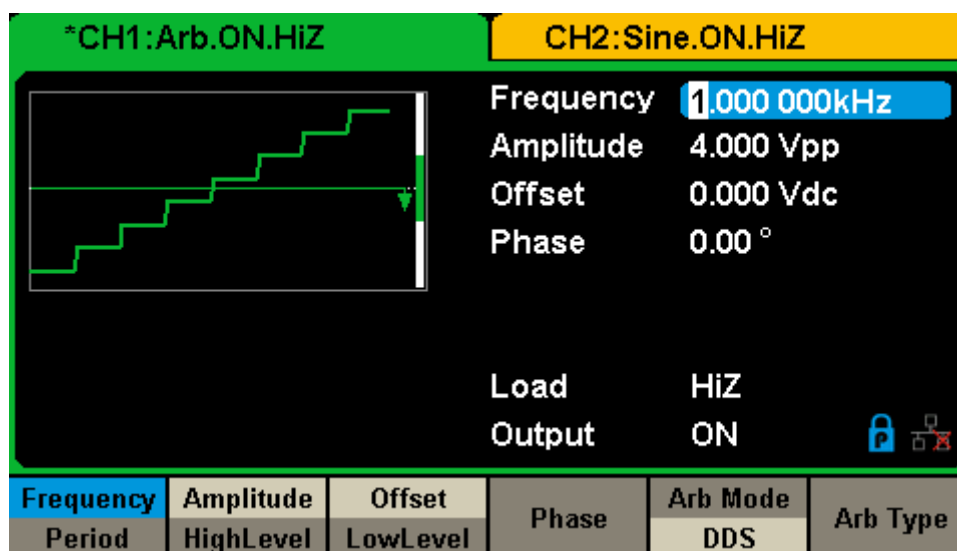 *CH1:Arb.ON.HiZ
CH2:Sine.ON.HiZ
Frequency 1.000 000kHz
Amplitude 4.000 Vpp
Offset 0.000 Vdc
Phase 0.00 °
Load HiZ
Output ON
P
Frequency Amplitude Offset Phase Arb Mode Arb Type
Period HighLevel LowLevel DDS